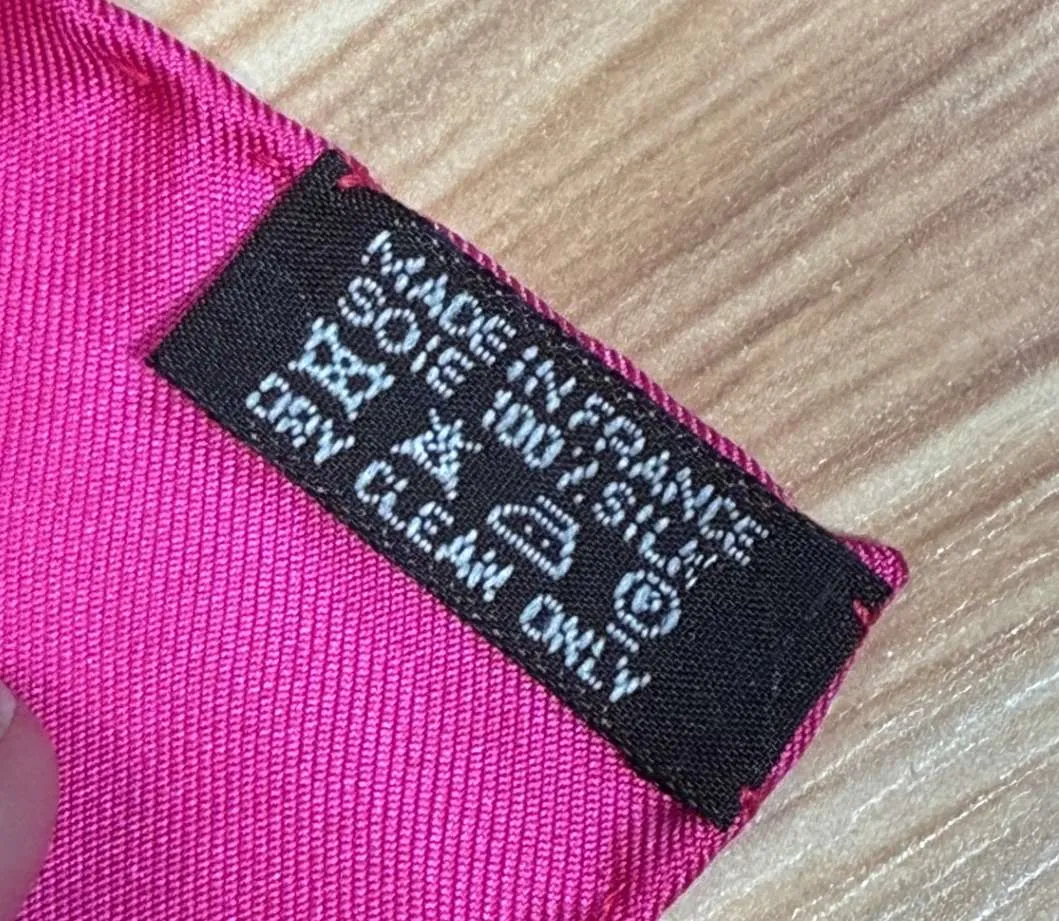 MADE IN FRANCE
SOIE 100% SILK
DRY CLEAN ONLY